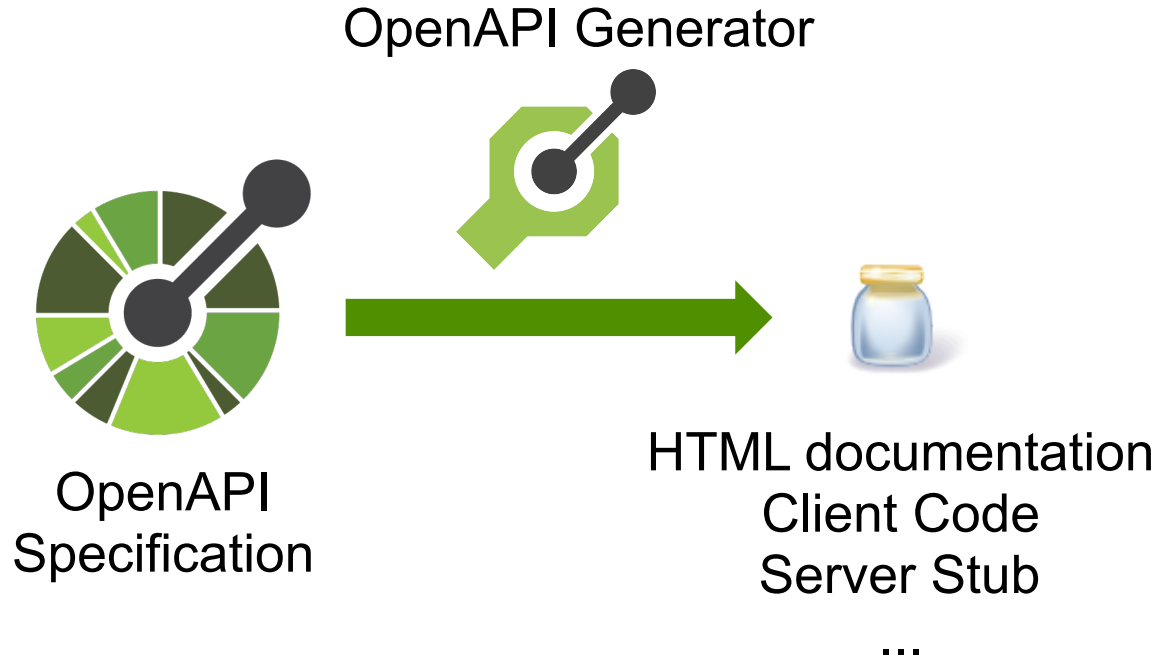 OpenAPI Generator
OpenAPI
Specification
HTML documentation
Client Code
Server Stub
...